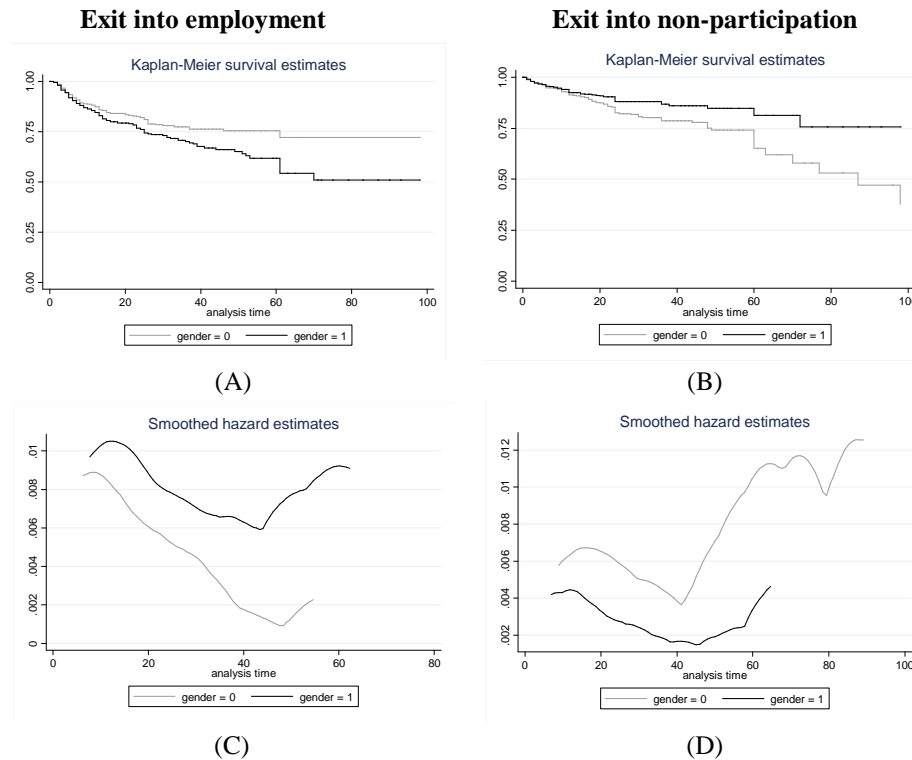 Exit into employment
Exit into non-participation
Kaplan-Meier survival estimates
1.00
0.75
0.50
0.25
0.00
0 20 40 60 80 100
analysis time
gender = 0 gender = 1
(A)
Kaplan-Meier survival estimates
1.00
0.75
0.50
0.25
0.00
0 20 40 60 80 100
analysis time
gender = 0 gender = 1
(B)
Smoothed hazard estimates
.01
.008
.006
.004
.002
0
0 20 40 60 80
analysis time
gender = 0 gender = 1
(C)
Smoothed hazard estimates
.012
.01
.008
.006
.004
.002
0 20 40 60 80 100
analysis time
gender = 0 gender = 1
(D)